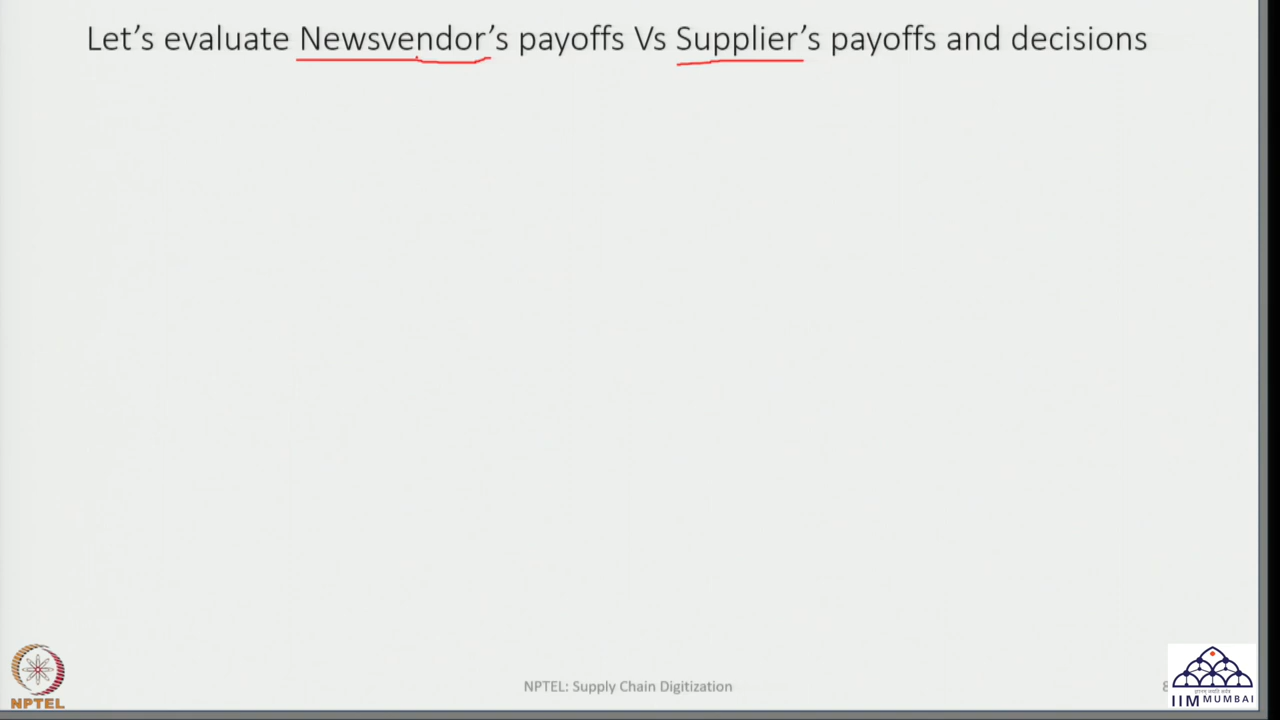 Let's evaluate Newsvendor's payoffs Vs Supplier's payoffs and decisions
NPTEL
NPTEL: Supply Chain Digitization
IIM MUMBAI